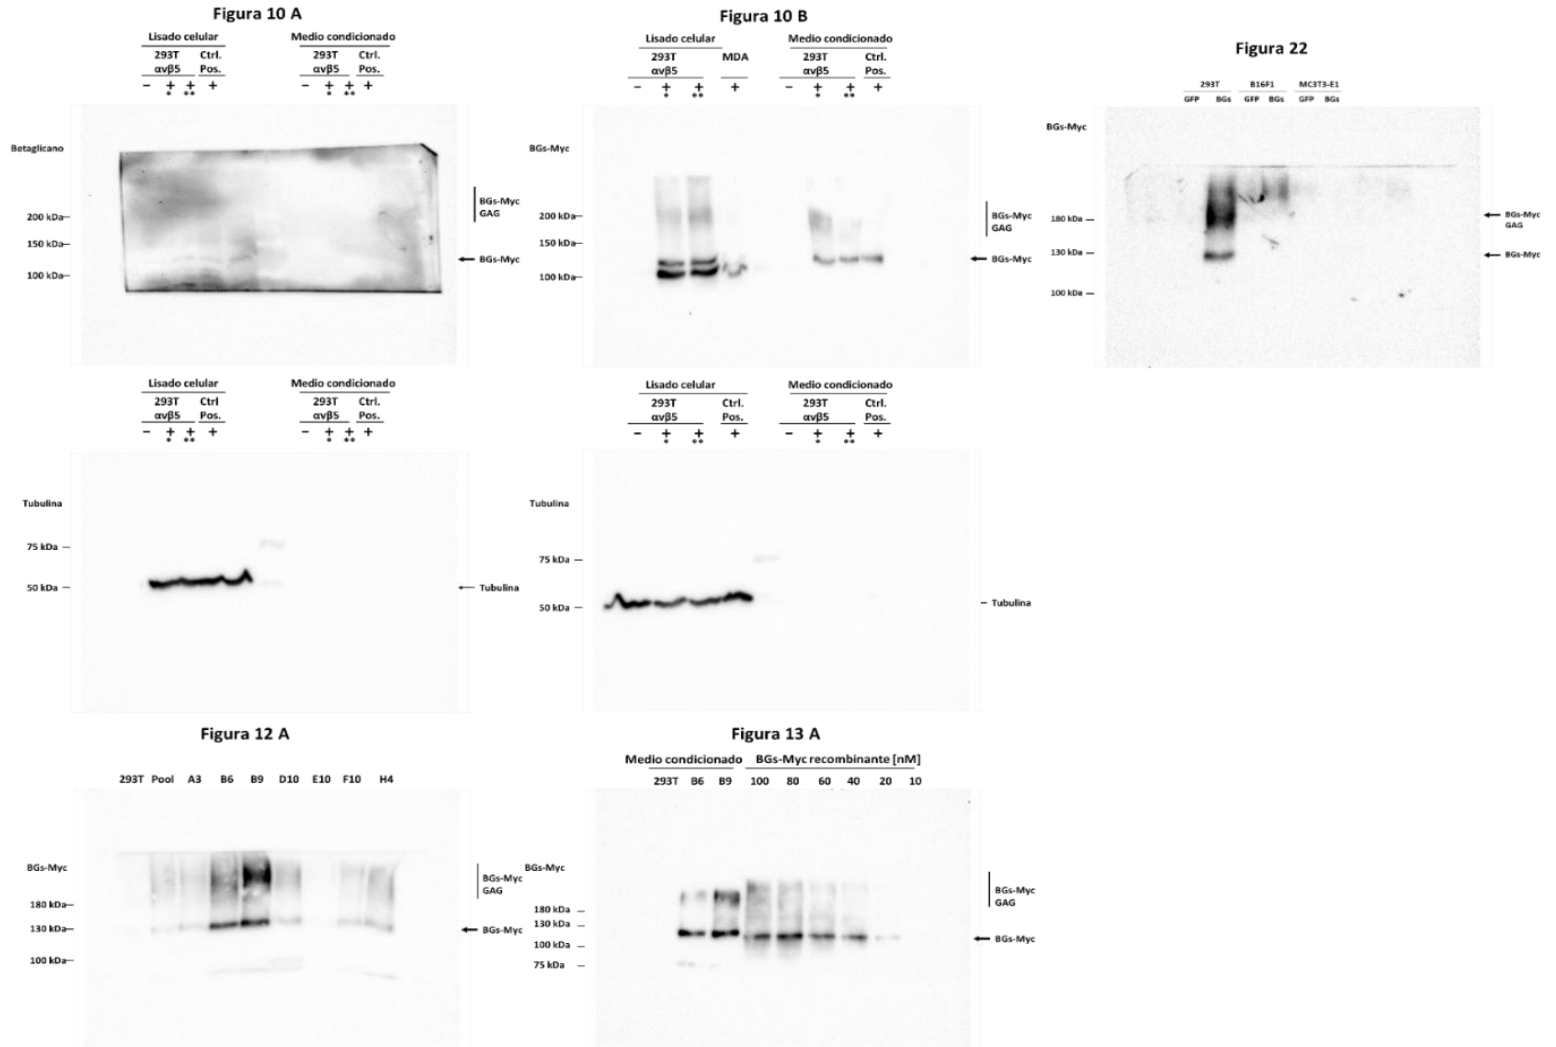 Figura 10 A
Lisado celular Medio condicionado
293T Ctrl. 293T Ctrl.
αvβ5 Pos. αvβ5 Pos.
− + + + − + + +
* ** * **
Betaglicano
200 kDa
150 kDa
100 kDa
BGs-Myc
GAG
BGs-Myc
Figura 10 B
Lisado celular Medio condicionado
293T MDA 293T Ctrl.
αvβ5 αvβ5 Pos.
− + + + − + + +
* ** * **
BGs-Myc
200 kDa
150 kDa
100 kDa
BGs-Myc
GAG
BGs-Myc
Figura 22
293T B16F1 MC3T3-E1
GFP BGs GFP BGs GFP BGs
BGs-Myc
180 kDa
130 kDa
100 kDa
BGs-Myc
GAG
BGs-Myc
Lisado celular Medio condicionado
293T Ctrl 293T Ctrl.
αvβ5 Pos. αvβ5 Pos.
− + + + − + + +
* ** * **
Tubulina
75 kDa
50 kDa
Tubulina
Lisado celular Medio condicionado
293T Ctrl. 293T Ctrl.
αvβ5 Pos. αvβ5 Pos.
− + + + − + + +
* ** * **
Tubulina
75 kDa
50 kDa
Tubulina
Figura 12 A
293T Pool A3 B6 B9 D10 E10 F10 H4
BGs-Myc
180 kDa
130 kDa
100 kDa
BGs-Myc
GAG
BGs-Myc
Figura 13 A
Medio condicionado BGs-Myc recombinante [nM]
293T B6 B9 100 80 60 40 20 10
BGs-Myc
180 kDa
130 kDa
100 kDa
75 kDa
BGs-Myc
GAG
BGs-Myc